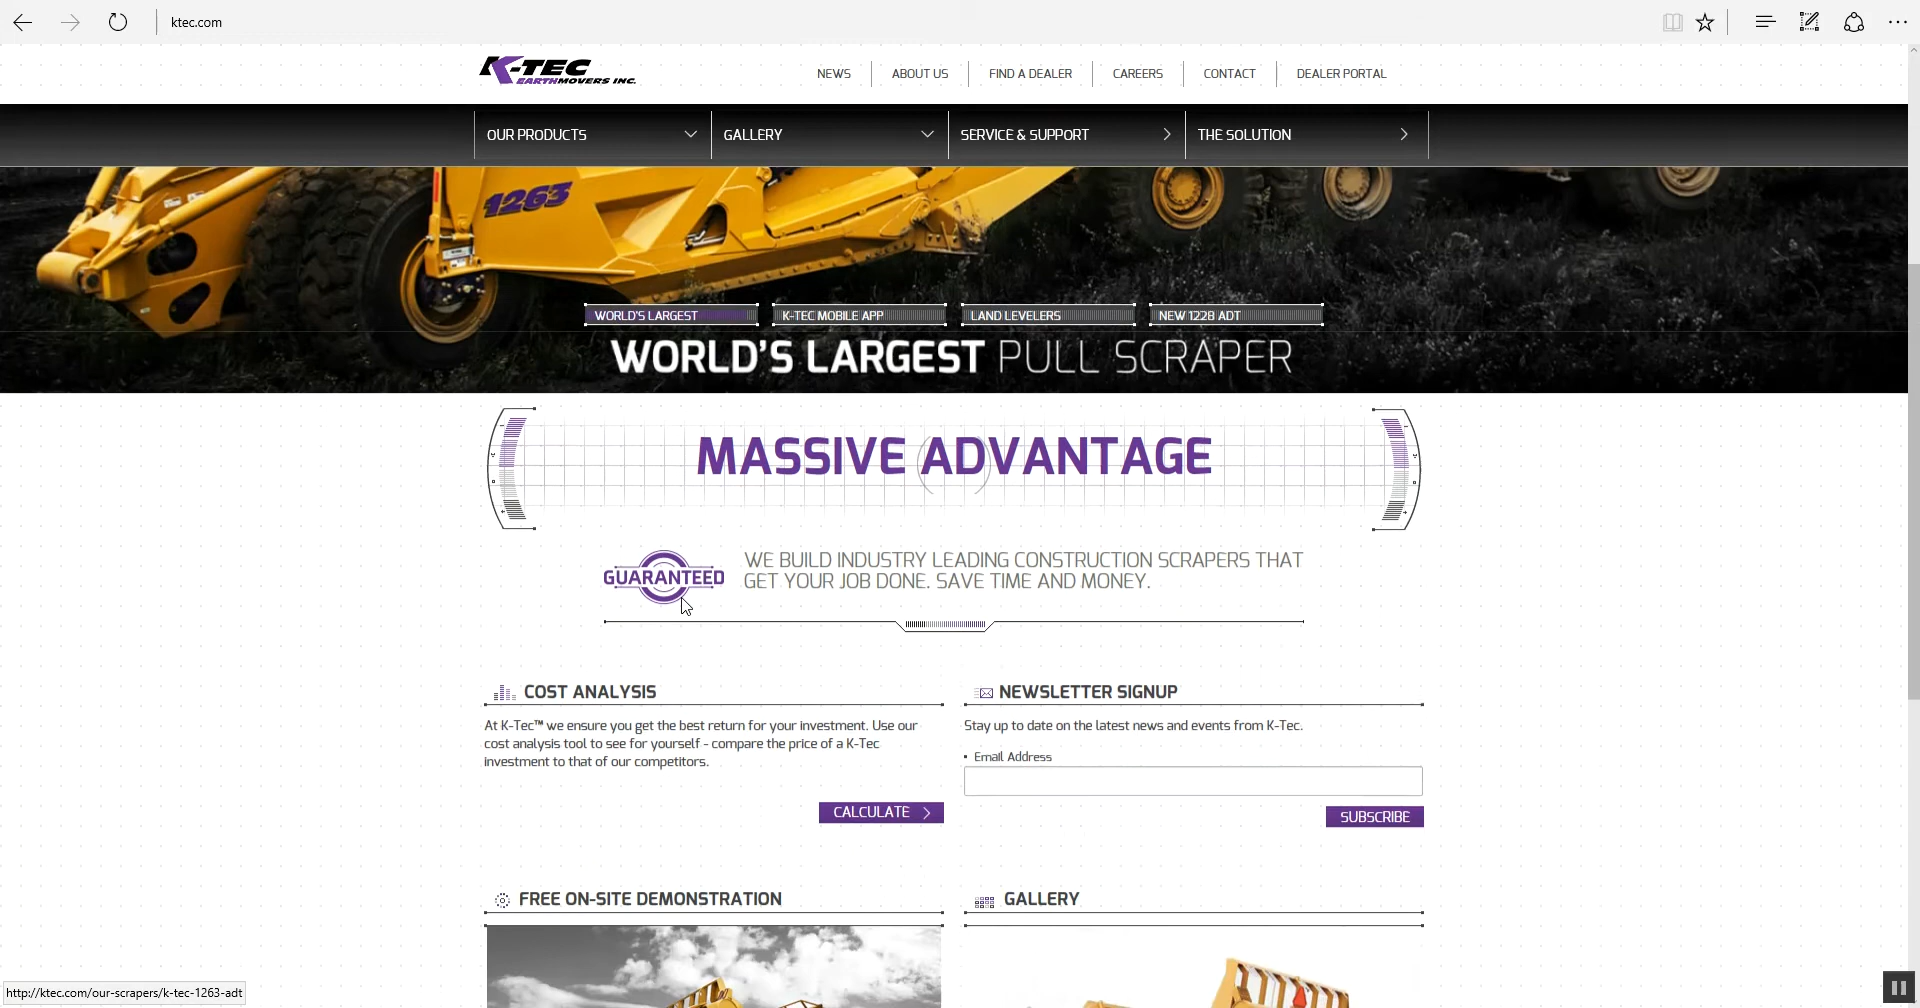 ktec.com
K-TEC
EARTHMOVERS INC.
NEWS
ABOUT US
FIND A DEALER
CAREERS
CONTACT
DEALER PORTAL
OUR PRODUCTS
GALLERY
SERVICE & SUPPORT
THE SOLUTION
1263
WORLD'S LARGEST
K-TEC MOBILE APP
LAND LEVELERS
NEW 1228 ADT
WORLD'S LARGEST PULL SCRAPER
MASSIVE ADVANTAGE
GUARANTEED
WE BUILD INDUSTRY LEADING CONSTRUCTION SCRAPERS THAT
GET YOUR JOB DONE. SAVE TIME AND MONEY.
COST ANALYSIS
At K-Tec™ we ensure you get the best return for your investment. Use our
cost analysis tool to see for yourself - compare the price of a K-Tec
investment to that of our competitors.
CALCULATE
NEWSLETTER SIGNUP
Stay up to date on the latest news and events from K-Tec.
• Email Address
SUBSCRIBE
FREE ON-SITE DEMONSTRATION
GALLERY
http://ktec.com/our-scrapers/k-tec-1263-adt